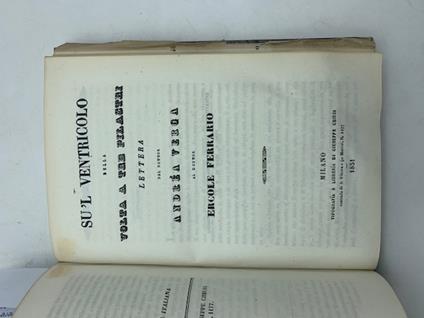 SU 'L VENTRICOLO
DELLA
VOLTA A TRE PILASTRI
LETTERA
DEL DOTTOR
ANDREA VERGA
AL DOTTOR
ERCOLE FERRARIO
MILANO
TIPOGRAFIA E LIBRERIA DI GIUSEPPE CHIUSI
1851
ITALIANA